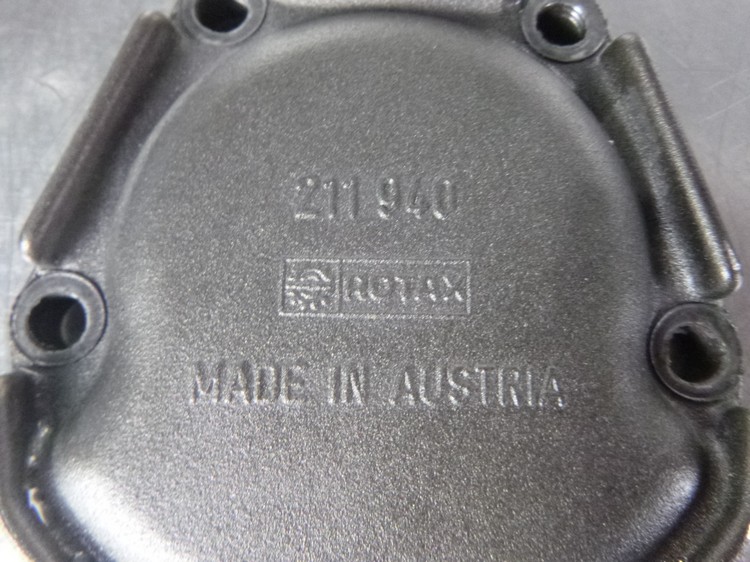 211 940
ROTAX
MADE IN AUSTRIA